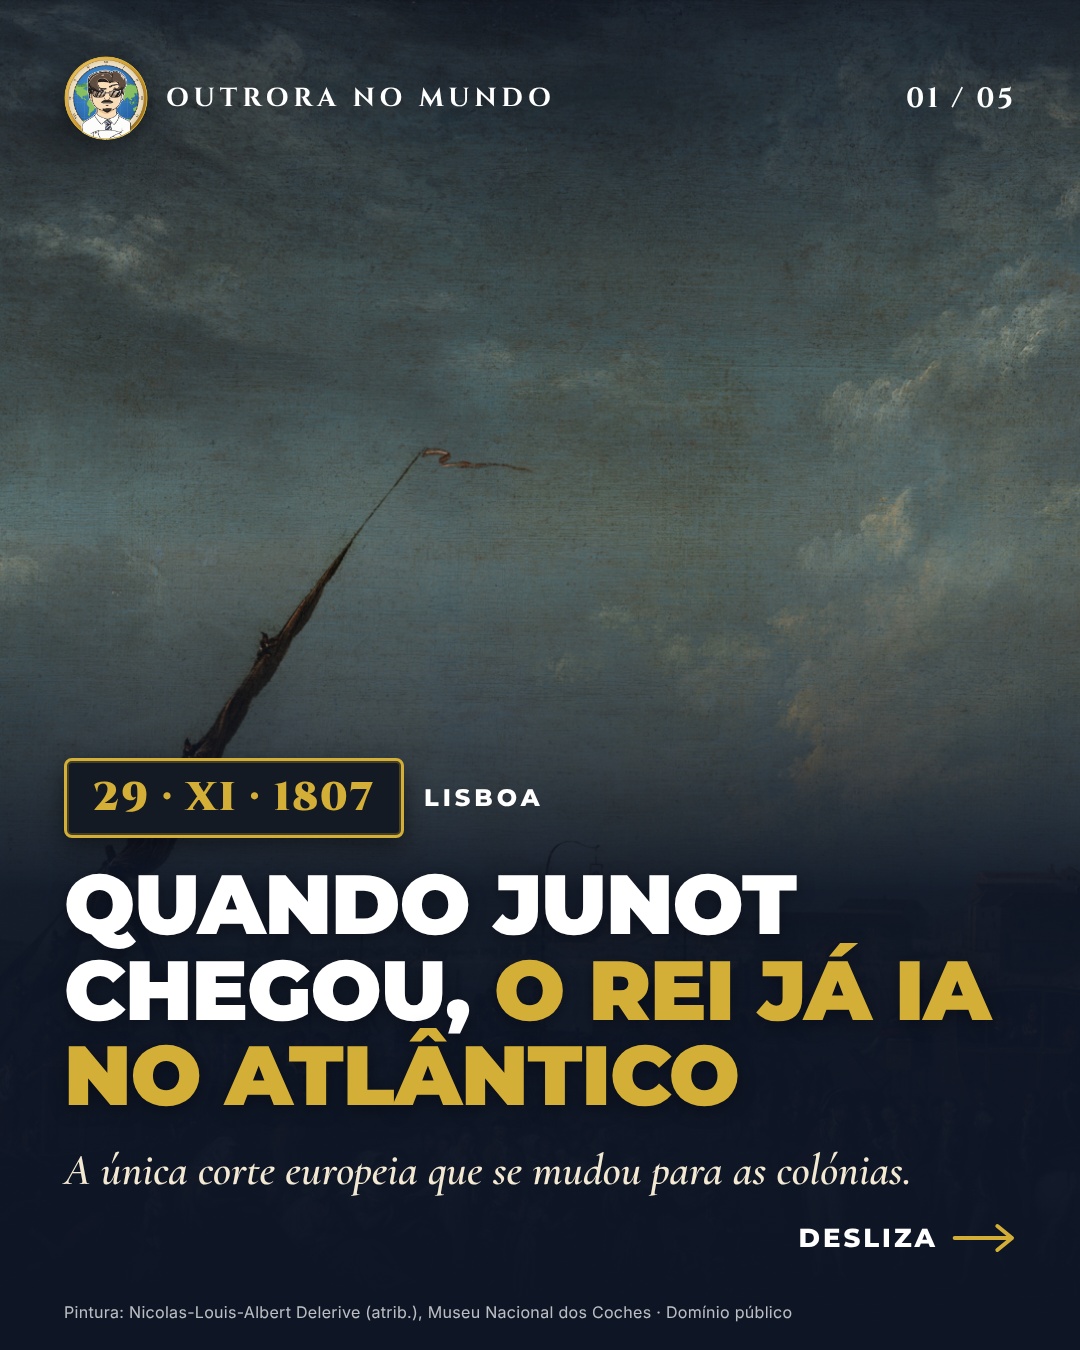 OUTRORA NO MUNDO
01 / 05
29 · XI · 1807
LISBOA
QUANDO JUNOT
CHEGOU, O REI JÁ IA
NO ATLÂNTICO
A única corte europeia que se mudou para as colónias.
DESLIZA
Pintura: Nicolas-Louis-Albert Delerive (atrib.), Museu Nacional dos Coches · Domínio público